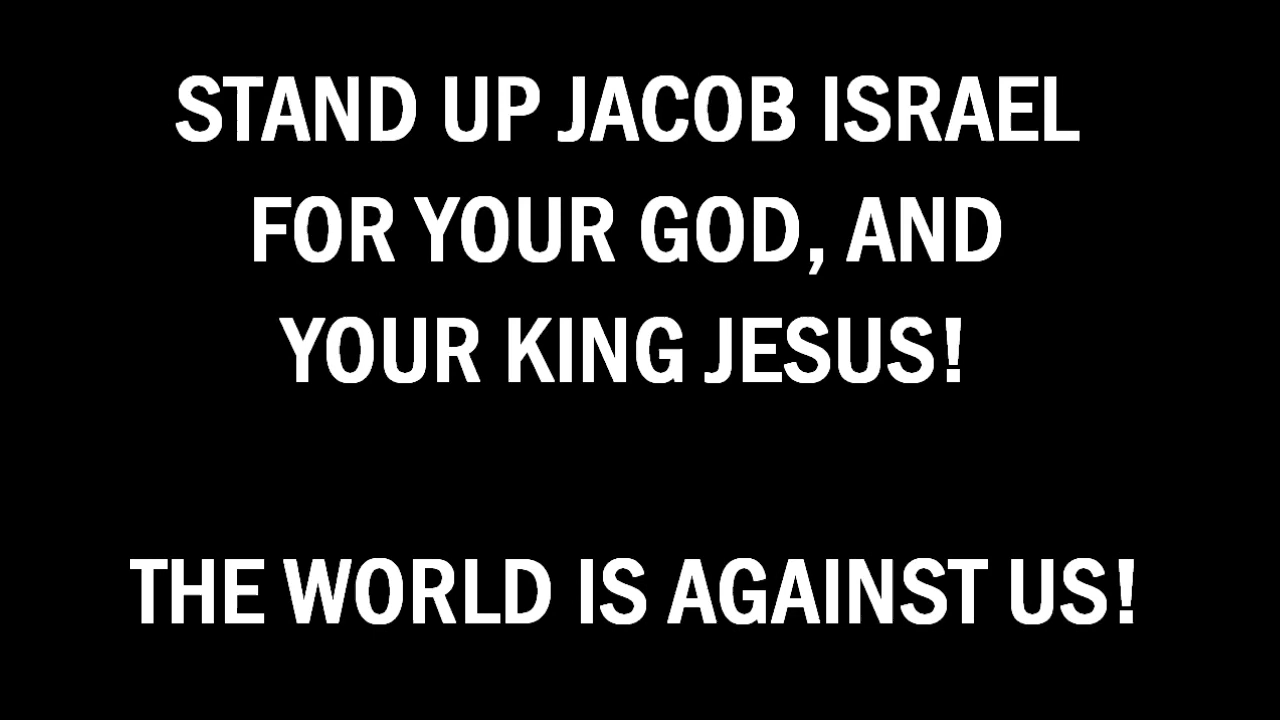 STAND UP JACOB ISRAEL
FOR YOUR GOD, AND
YOUR KING JESUS!
THE WORLD IS AGAINST US!